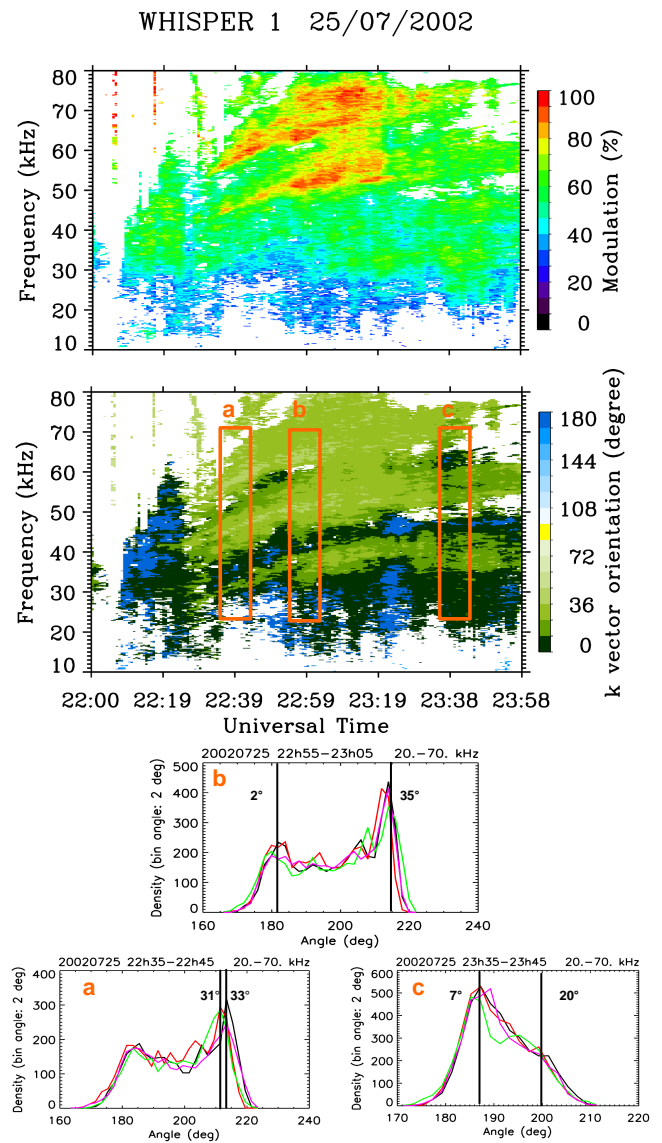 WHISPER 1 25/07/2002
80
70
60
50
40
30
20
10
Frequency (kHz)
100
80
60
40
20
0
Modulation (%)
80
70
60
50
40
30
20
10
Frequency (kHz)
a
b
c
180
144
108
72
36
0
k vector orientation (degree)
22:00 22:19 22:39 22:59 23:19 23:38 23:58
Universal Time
20020725 22h55-23h05 20.-70. kHz
b
2°
35°
500
400
300
200
100
0
Density (bin angle: 2 deg)
160 180 200 220 240
Angle (deg)
20020725 22h35-22h45 20.-70. kHz
a
31°
33°
400
300
200
100
0
Density (bin angle: 2 deg)
160 180 200 220 240
Angle (deg)
20020725 23h35-23h45 20.-70. kHz
c
7°
20°
600
500
400
300
200
100
0
Density (bin angle: 2 deg)
170 180 190 200 210 220
Angle (deg)